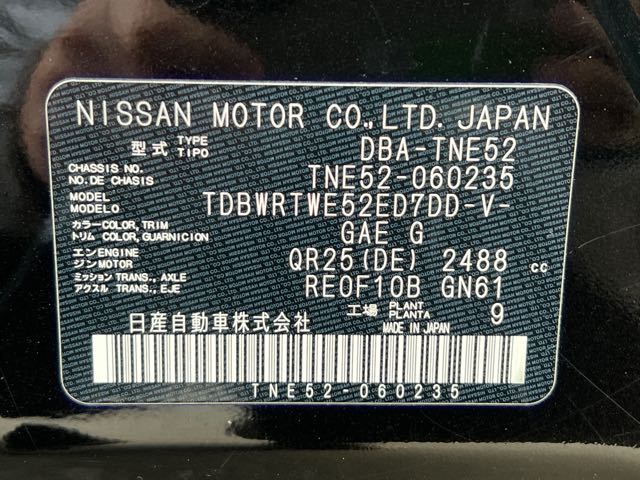 NISSAN MOTOR CO.,LTD. JAPAN
型式 TYPE TIPO DBA-TNE52
CHASSIS NO. NO. DE CHASSIS TNE52-060235
MODEL MODELO TDBWRTWE52ED7DD-V-
カラー COLOR, TRIM トリム COLOR, GUARNICION GAE G
エンジン ENGINE MOTOR QR25(DE) 2488 cc
ミッション TRANS., AXLE アクスル TRANS., EJE RE0F10B GN61
工場 PLANT PLANTA 9
日産自動車株式会社 MADE IN JAPAN
TNE52-060235